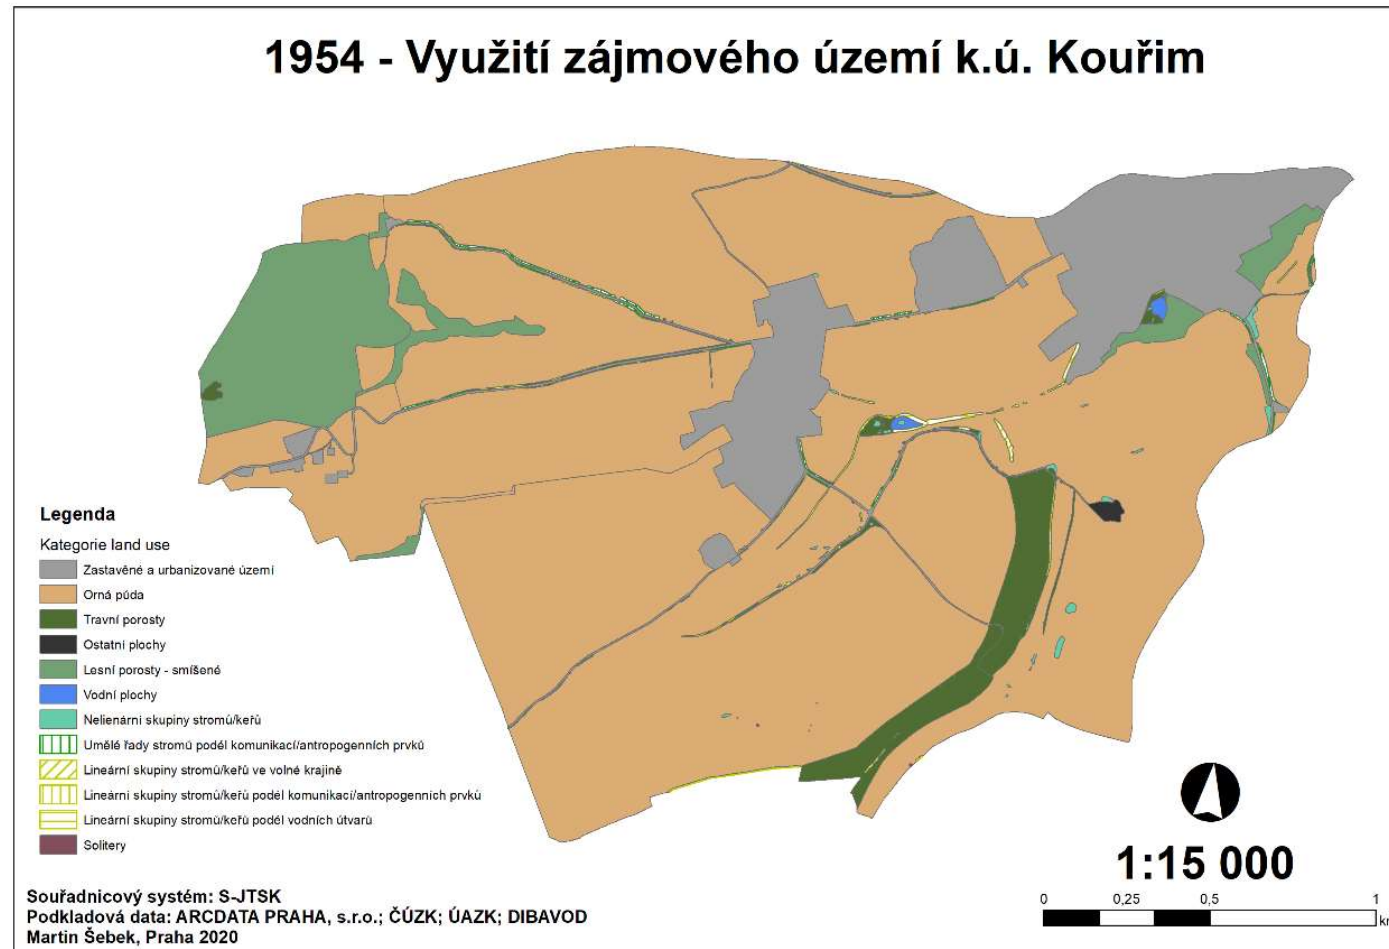 1954 - Využití zájmového území k.ú. Kouřim
Legenda
Kategorie land use
Zastavěné a urbanizované území
Orná půda
Travní porosty
Ostatní plochy
Lesní porosty - smíšené
Vodní plochy
Nelienární skupiny stromů/keřů
Umělé řady stromů podél komunikací/antropogenních prvků
Lineární skupiny stromů/keřů ve volné krajině
Lineární skupiny stromů/keřů podél komunikací/antropogenních prvků
Lineární skupiny stromů/keřů podél vodních útvarů
Solitery
1:15 000
0 0,25 0,5 1
km
Souřadnicový systém: S-JTSK
Podkladová data: ARCDATA PRAHA, s.r.o.; ČÚZK; ÚAZK; DIBAVOD
Martin Šebek, Praha 2020